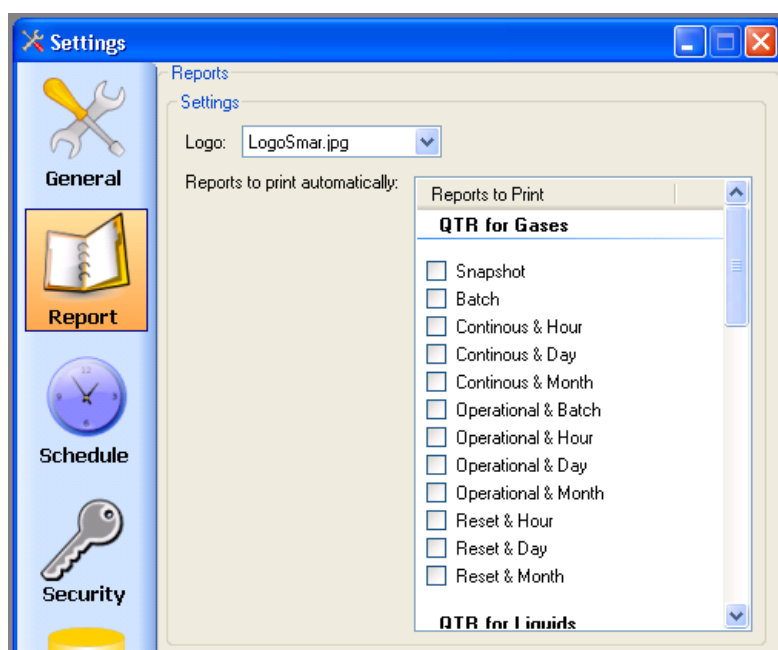 Settings
Reports
Settings
Logo: LogoSmar.jpg
General
Reports to print automatically:
Reports to Print
QTR for Gases
Snapshot
Batch
Report
Continous & Hour
Continous & Day
Continous & Month
Operational & Batch
Operational & Hour
Schedule
Operational & Day
Operational & Month
Reset & Hour
Reset & Day
Reset & Month
Security
QTR for Liquids